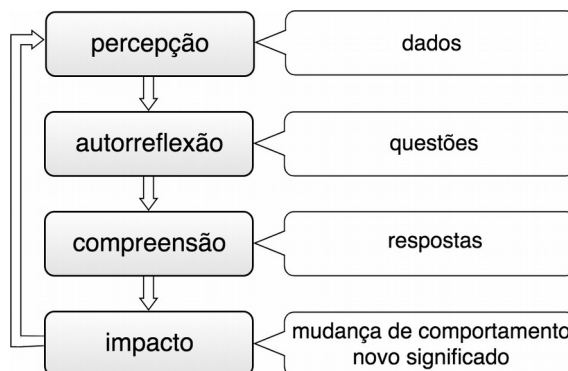 percepção
dados
autorreflexão
questões
compreensão
respostas
impacto
mudança de comportamento
novo significado